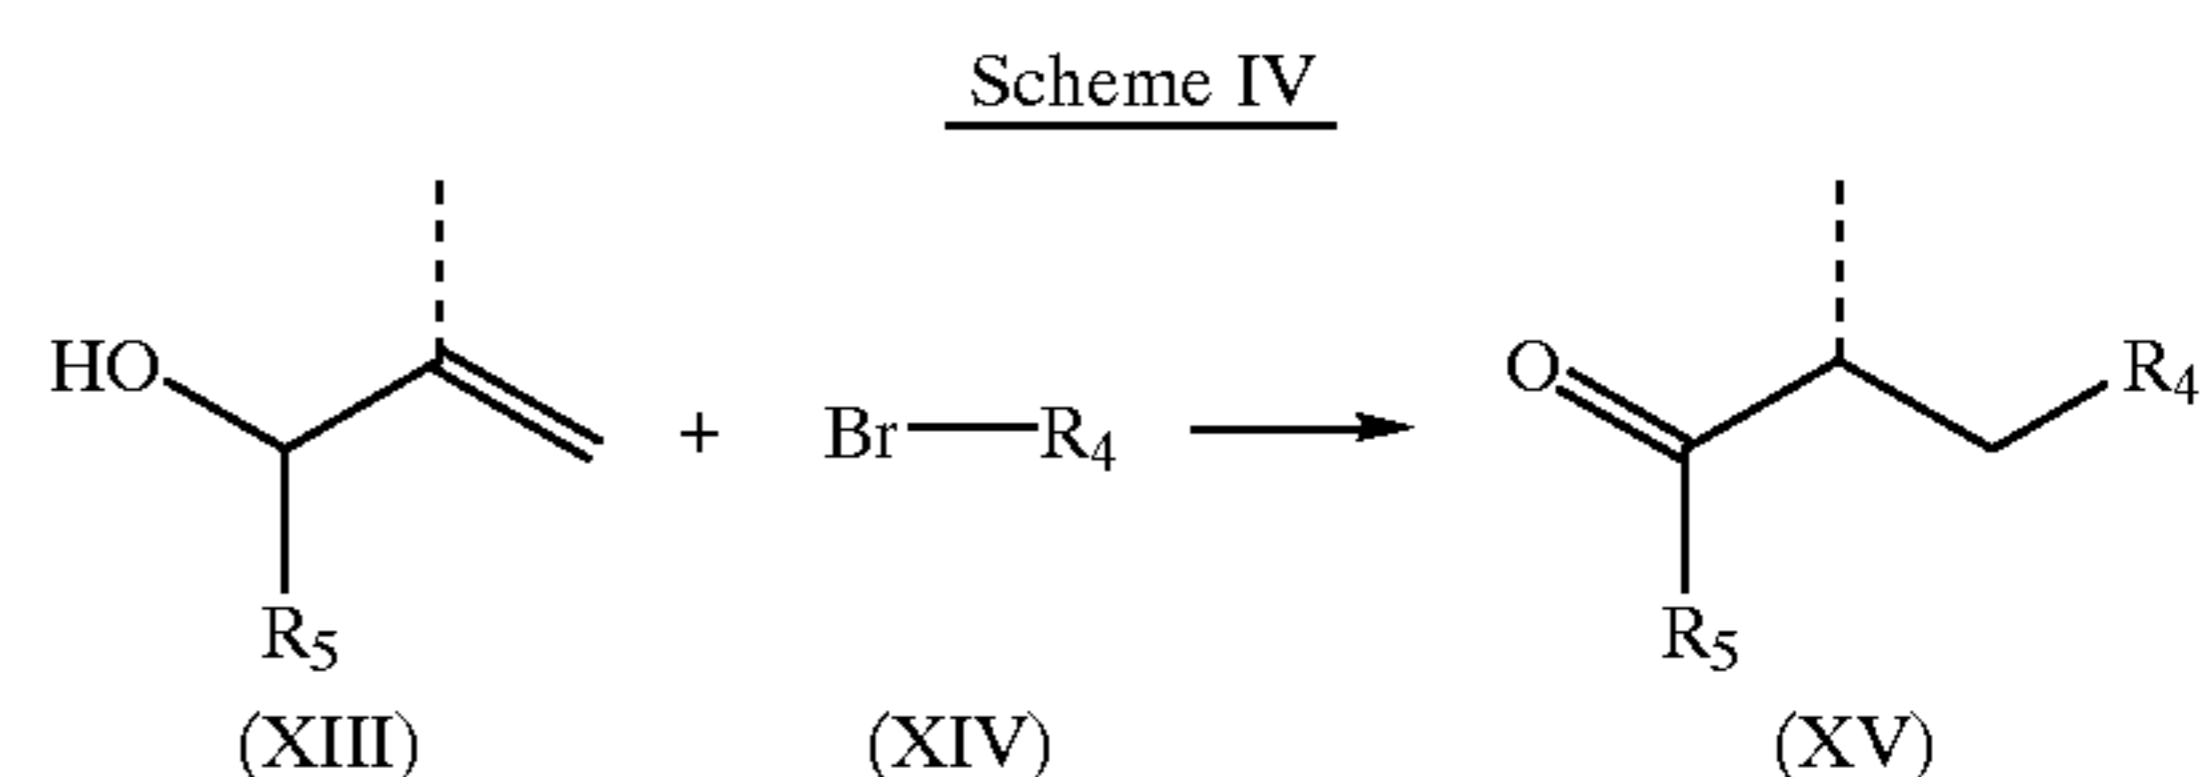 Scheme IV
HO + Br—R4 O R4
R5 R5
(XIII) (XIV) (XV)